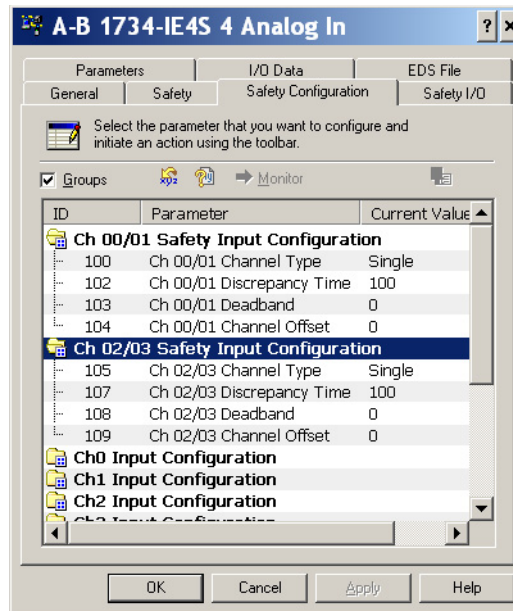 A-B 1734-IE4S 4 Analog In
Parameters I/O Data EDS File
General Safety Safety Configuration Safety I/O
Select the parameter that you want to configure and
initiate an action using the toolbar.
Groups xyz Monitor
ID Parameter Current Value
Ch 00/01 Safety Input Configuration
100 Ch 00/01 Channel Type Single
102 Ch 00/01 Discrepancy Time 100
103 Ch 00/01 Deadband 0
104 Ch 00/01 Channel Offset 0
Ch 02/03 Safety Input Configuration
105 Ch 02/03 Channel Type Single
107 Ch 02/03 Discrepancy Time 100
108 Ch 02/03 Deadband 0
109 Ch 02/03 Channel Offset 0
Ch0 Input Configuration
Ch1 Input Configuration
Ch2 Input Configuration
Ch3 Input Configuration
OK Cancel Apply Help